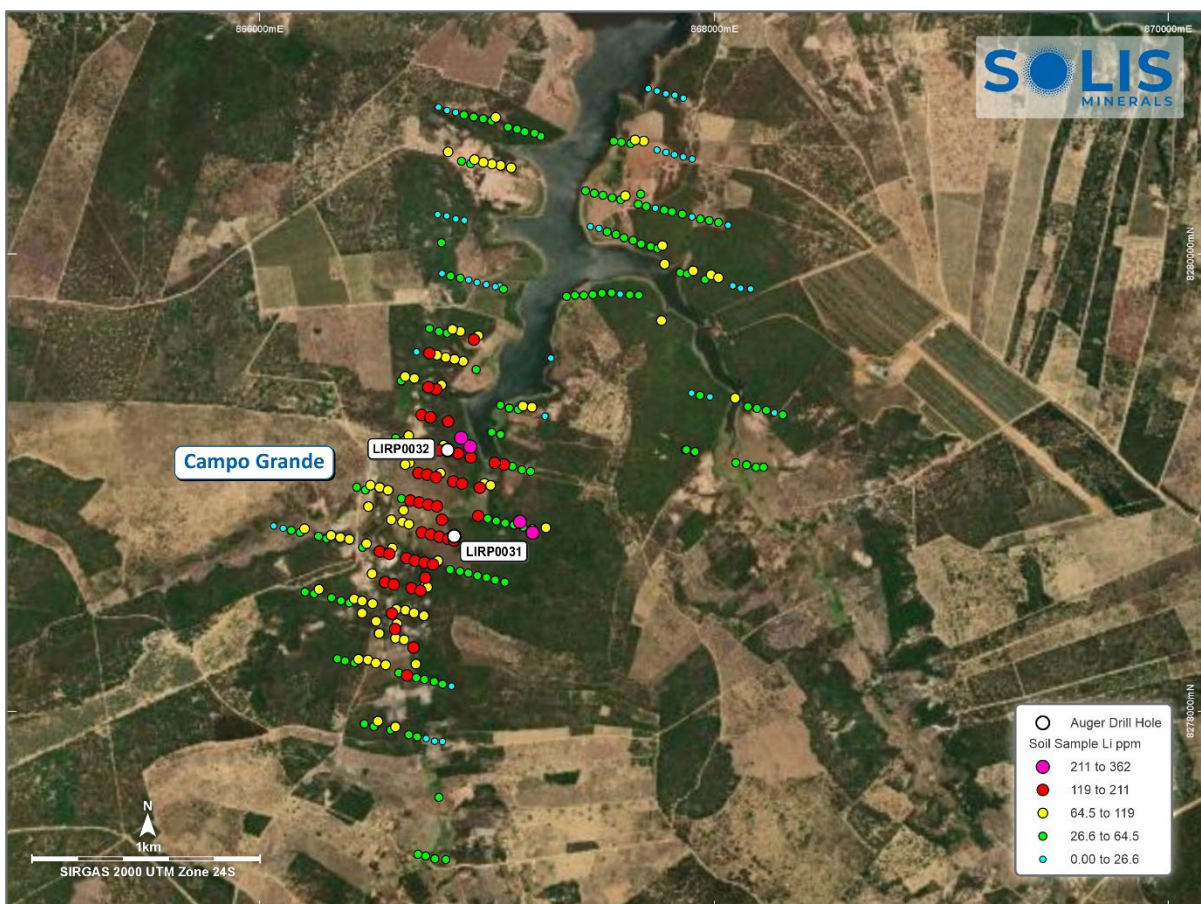 866000mE
868000mE
870000mE
SOLIS
MINERALS
8280000mN
LIRP0032
Campo Grande
LIRP0031
8278000mN
Auger Drill Hole
Soil Sample Li ppm
211 to 362
119 to 211
64.5 to 119
26.6 to 64.5
0.00 to 26.6
N
1km
SIRGAS 2000 UTM Zone 24S